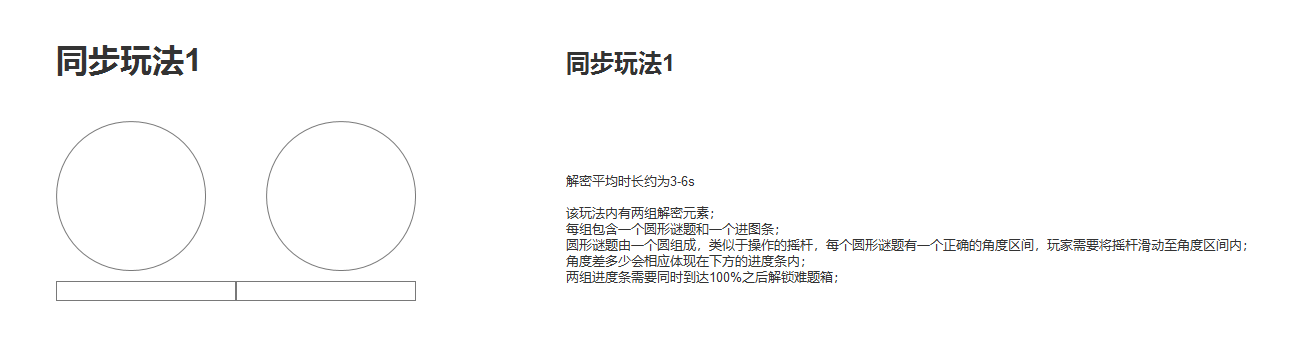 同步玩法1
同步玩法1
解密平均时长约为3-6s
该玩法内有两组解密元素；
每组包含一个圆形谜题和一个进图条；
圆形谜题由一个圆组成，类似于操作的摇杆，每个圆形谜题有一个正确的角度区间，玩家需要将摇杆滑动至角度区间内；
角度差多少会相应体现在下方的进度条内；
两组进度条需要同时到达100%之后解锁难题箱；